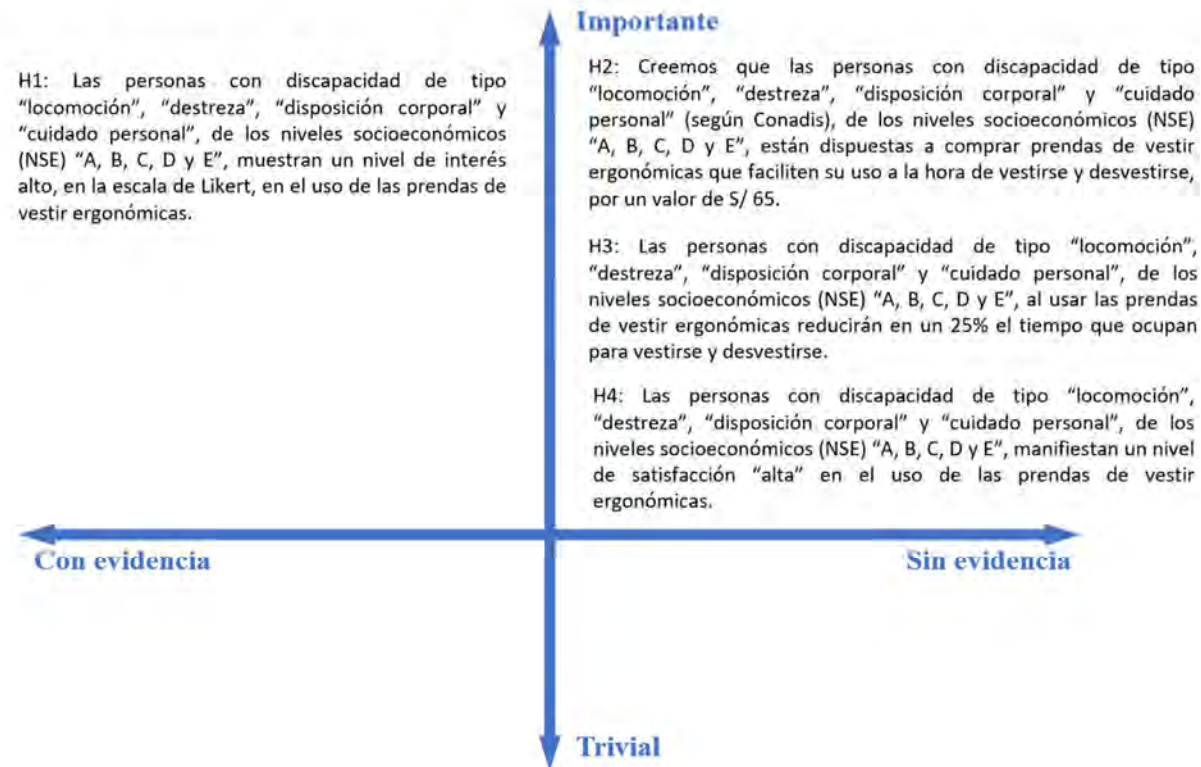 Importante
H1: Las personas con discapacidad de tipo
“locomoción”, “destreza”, “disposición corporal” y
“cuidado personal”, de los niveles socioeconómicos
(NSE) “A, B, C, D y E”, muestran un nivel de interés
alto, en la escala de Likert, en el uso de las prendas de
vestir ergonómicas.
H2: Creemos que las personas con discapacidad de tipo
“locomoción”, “destreza”, “disposición corporal” y “cuidado
personal” (según Conadis), de los niveles socioeconómicos (NSE)
“A, B, C, D y E”, están dispuestas a comprar prendas de vestir
ergonómicas que faciliten su uso a la hora de vestirse y desvestirse,
por un valor de S/ 65.
H3: Las personas con discapacidad de tipo “locomoción”,
“destreza”, “disposición corporal” y “cuidado personal”, de los
niveles socioeconómicos (NSE) “A, B, C, D y E”, al usar las prendas
de vestir ergonómicas reducirán en un 25% el tiempo que ocupan
para vestirse y desvestirse.
H4: Las personas con discapacidad de tipo “locomoción”,
“destreza”, “disposición corporal” y “cuidado personal”, de los
niveles socioeconómicos (NSE) “A, B, C, D y E”, manifiestan un nivel
de satisfacción “alta” en el uso de las prendas de vestir
ergonómicas.
Con evidencia
Sin evidencia
Trivial